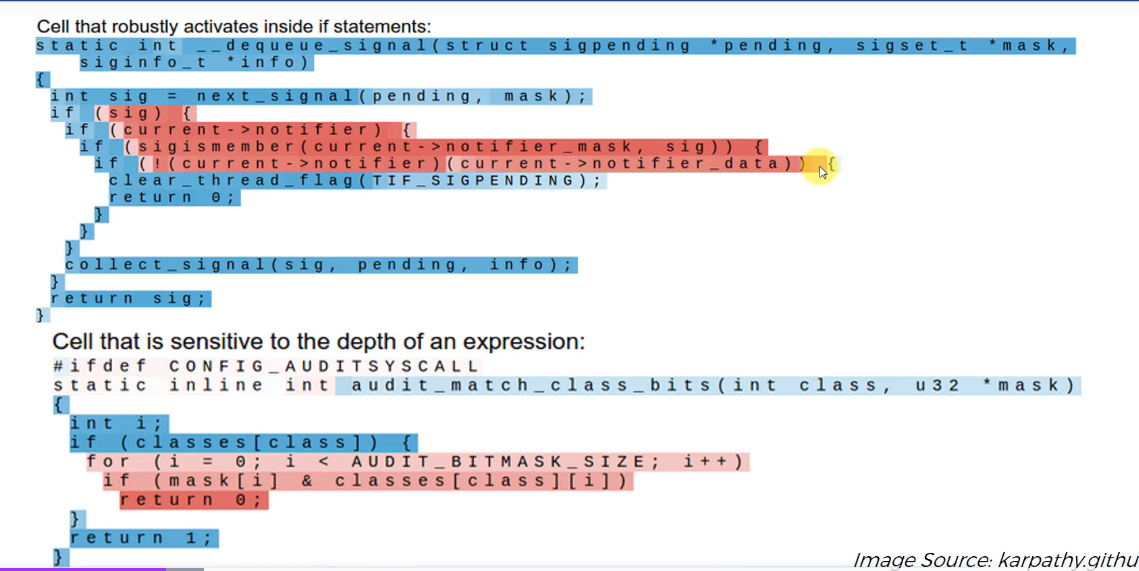 Cell that robustly activates inside if statements:
static int __dequeue_signal(struct sigpending *pending, sigset_t *mask,
siginfo_t *info)
{
int sig = next_signal(pending, mask);
if (sig) {
if (current->notifier) {
if (sigismember(current->notifier_mask, sig)) {
if (!(current->notifier)(current->notifier_data)) {
clear_thread_flag(TIF_SIGPENDING);
return 0;
}
}
}
collect_signal(sig, pending, info);
}
return sig;
}
Cell that is sensitive to the depth of an expression:
#ifdef CONFIG_AUDITSYSCALL
static inline int audit_match_class_bits(int class, u32 *mask)
{
int i;
if (classes[class]) {
for (i = 0; i < AUDIT_BITMASK_SIZE; i++)
if (mask[i] & classes[class][i])
return 0;
}
return 1;
}
Image Source: karpathy.githu